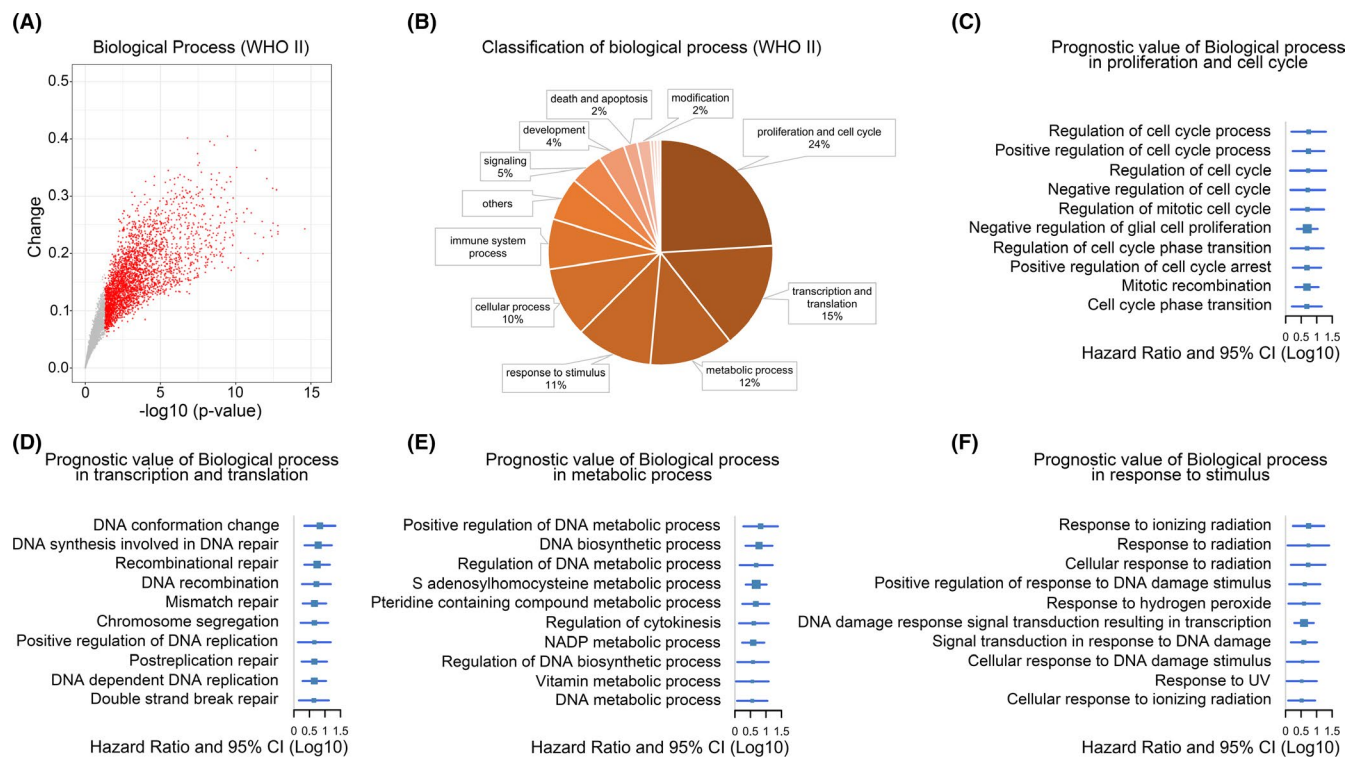 (A)
Biological Process (WHO II)
0.5
0.4
0.3
0.2
0.1
0.0
Change
0
5
10
15
-log10 (p-value)
(B)
Classification of biological process (WHO II)
death and apoptosis
2%
modification
2%
development
4%
proliferation and cell cycle
24%
signaling
5%
others
immune system
process
transcription and
translation
15%
cellular process
10%
response to stimulus
11%
metabolic process
12%
(C)
Prognostic value of Biological process
in proliferation and cell cycle
Regulation of cell cycle process
Positive regulation of cell cycle process
Regulation of cell cycle
Negative regulation of cell cycle
Regulation of mitotic cell cycle
Negative regulation of glial cell proliferation
Regulation of cell cycle phase transition
Positive regulation of cell cycle arrest
Mitotic recombination
Cell cycle phase transition
0 0.5 1 1.5
Hazard Ratio and 95% CI (Log10)
(D)
Prognostic value of Biological process
in transcription and translation
DNA conformation change
DNA synthesis involved in DNA repair
Recombinational repair
DNA recombination
Mismatch repair
Chromosome segregation
Positive regulation of DNA replication
Postreplication repair
DNA dependent DNA replication
Double strand break repair
0 0.5 1 1.5
Hazard Ratio and 95% CI (Log10)
(E)
Prognostic value of Biological process
in metabolic process
Positive regulation of DNA metabolic process
DNA biosynthetic process
Regulation of DNA metabolic process
S adenosylhomocysteine metabolic process
Pteridine containing compound metabolic process
Regulation of cytokinesis
NADP metabolic process
Regulation of DNA biosynthetic process
Vitamin metabolic process
DNA metabolic process
0 0.5 1 1.5
Hazard Ratio and 95% CI (Log10)
(F)
Prognostic value of Biological process
in response to stimulus
Response to ionizing radiation
Response to radiation
Cellular response to radiation
Positive regulation of response to DNA damage stimulus
Response to hydrogen peroxide
DNA damage response signal transduction resulting in transcription
Signal transduction in response to DNA damage
Cellular response to DNA damage stimulus
Response to UV
Cellular response to ionizing radiation
0 0.5 1 1.5
Hazard Ratio and 95% CI (Log10)